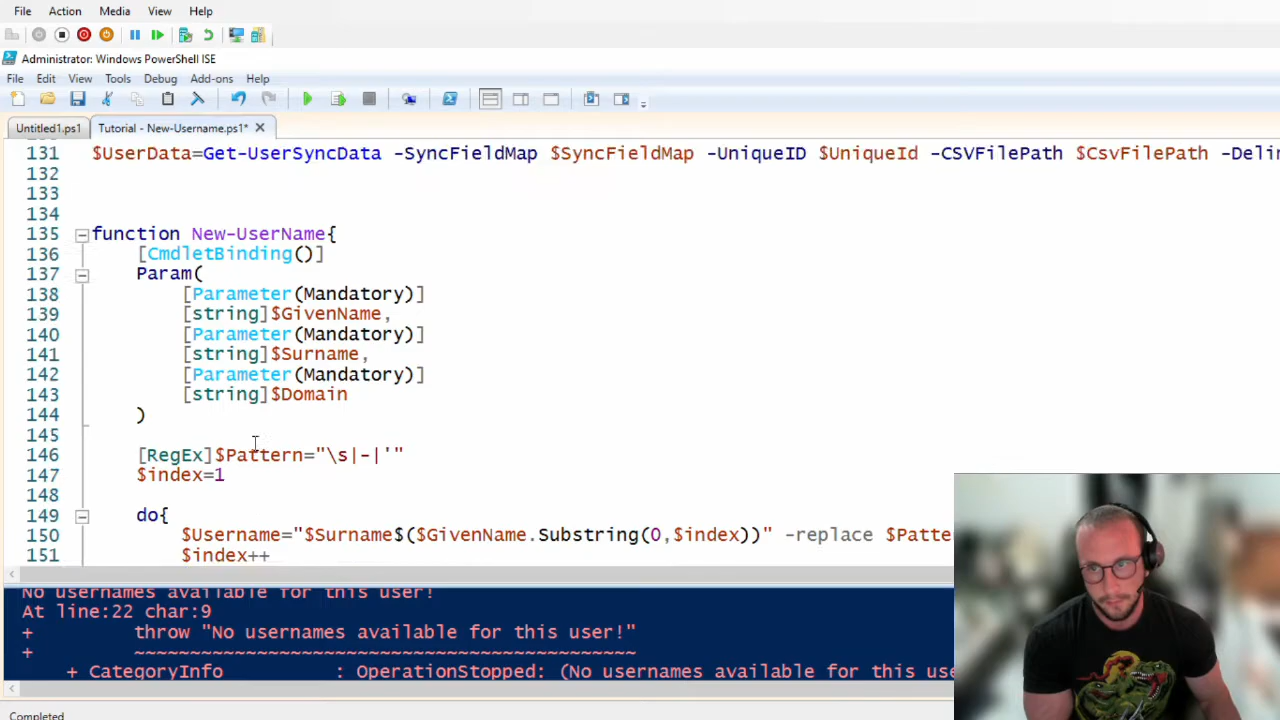 File Action Media View Help
Administrator: Windows PowerShell ISE
File Edit View Tools Debug Add-ons Help
Untitled1.ps1 Tutorial - New-Username.ps1*
131 $UserData=Get-UserSyncData -SyncFieldMap $SyncFieldMap -UniqueID $UniqueId -CSVFilePath $CsvFilePath -Deli
132
133
134
135 function New-UserName{
136 [CmdletBinding()]
137 Param(
138 [Parameter(Mandatory)]
139 [string]$GivenName,
140 [Parameter(Mandatory)]
141 [string]$Surname,
142 [Parameter(Mandatory)]
143 [string]$Domain
144 )
145
146 [RegEx]$Pattern="\s|-|'"
147 $index=1
148
149 do{
150 $Username="$Surname$($GivenName.Substring(0,$index))" -replace $Patte
151 $index++
No usernames available for this user!
At line:22 char:9
+ throw "No usernames available for this user!"
+ ~~~~~~~~~~~~~~~~~~~~~~~~~~~~~~~~~~~~~~~~~~~~~
+ CategoryInfo : OperationStopped: (No usernames available for this use
Completed